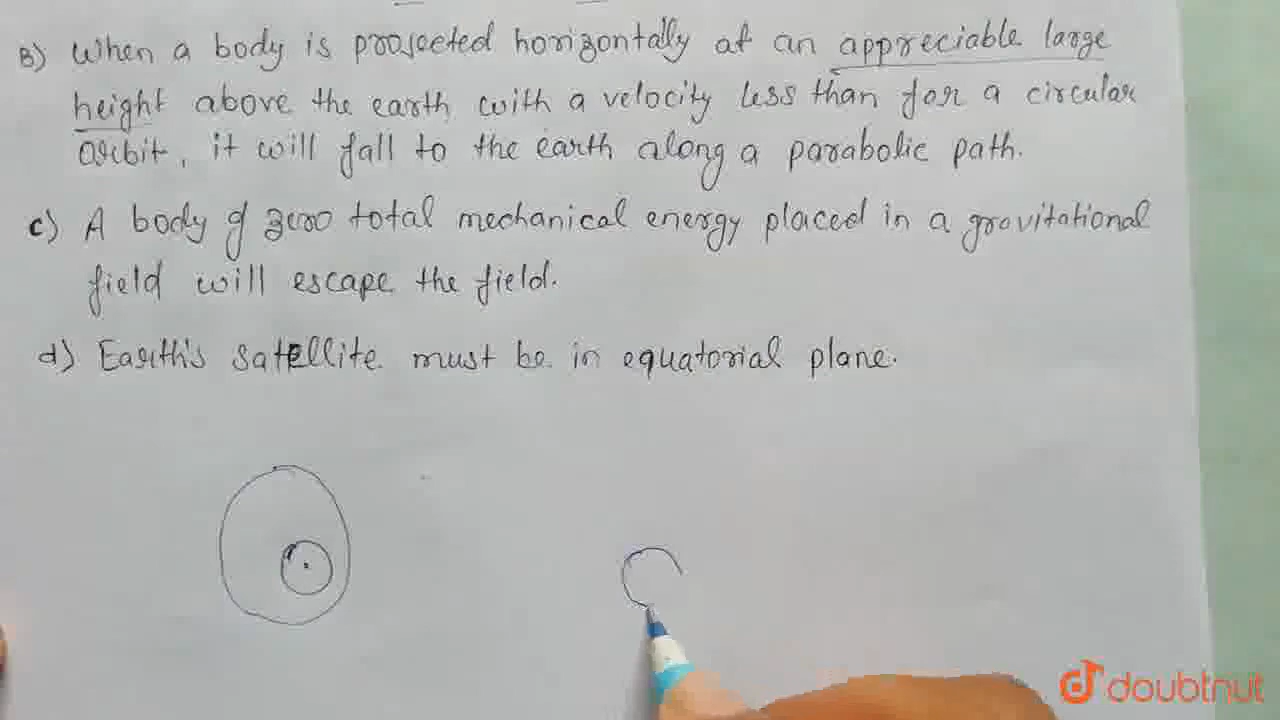 B) When a body is projected horizontally at an appreciable large
height above the earth, with a velocity less than for a circular
orbit, it will fall to the earth along a parabolic path.
c) A body of zero total mechanical energy placed in a gravitational
field will escape the field.
d) Earth's satellite must be in equatorial plane.
doubtnut